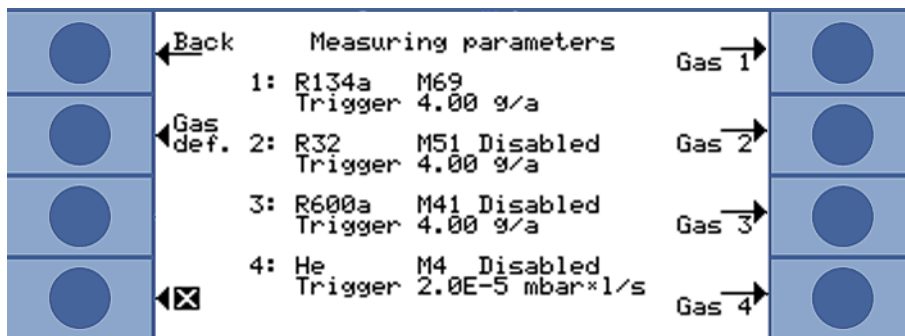 Back Measuring parameters
Gas 1
1: R134a M69
Trigger 4.00 g/a
Gas
def. 2: R32 M51 Disabled Gas 2
Trigger 4.00 g/a
3: R600a M41 Disabled
Trigger 4.00 g/a Gas 3
4: He M4 Disabled
Trigger 2.0E-5 mbar×l/s
Gas 4